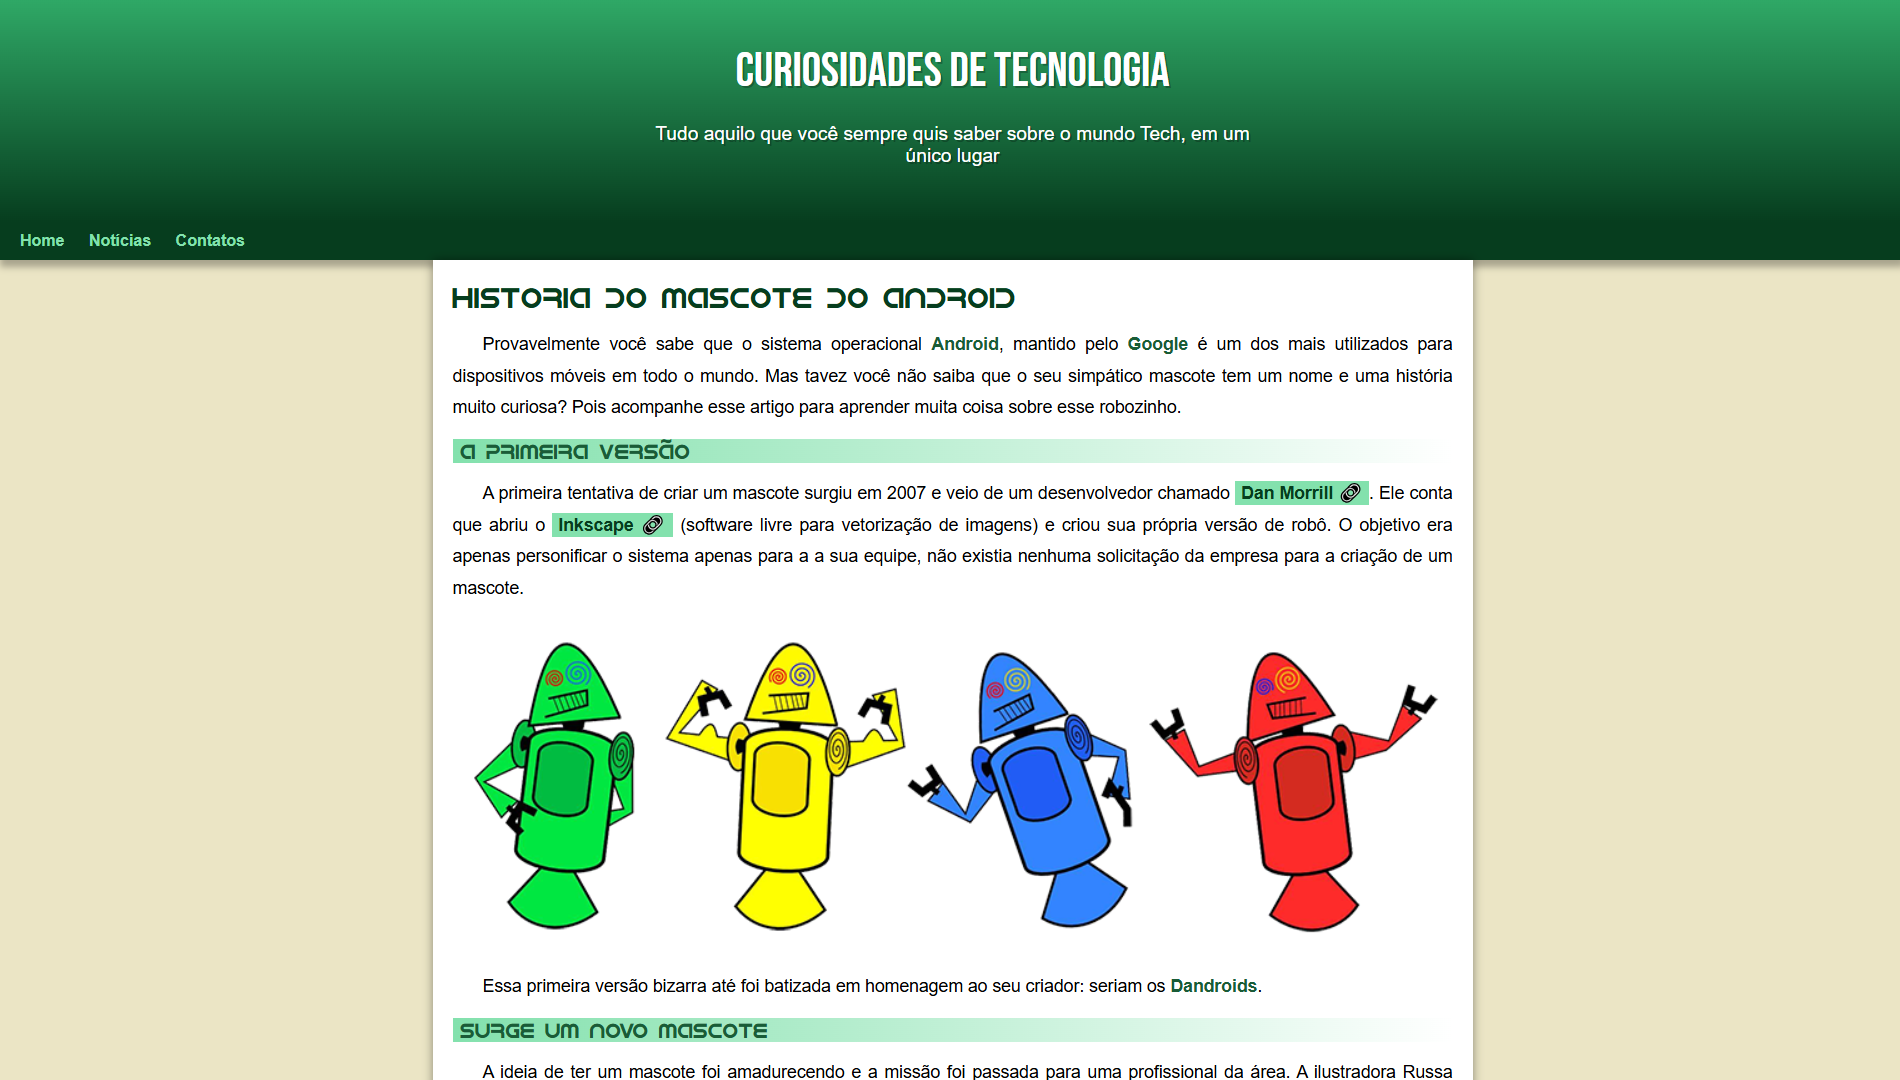 CURIOSIDADES DE TECNOLOGIA
Tudo aquilo que você sempre quis saber sobre o mundo Tech, em um
único lugar
Home Notícias Contatos
HISTORIA DO MASCOTE DO ANDROID
Provavelmente você sabe que o sistema operacional Android, mantido pelo Google é um dos mais utilizados para
dispositivos móveis em todo o mundo. Mas tavez você não saiba que o seu simpático mascote tem um nome e uma história
muito curiosa? Pois acompanhe esse artigo para aprender muita coisa sobre esse robozinho.
A PRIMEIRA VERSÃO
A primeira tentativa de criar um mascote surgiu em 2007 e veio de um desenvolvedor chamado Dan Morrill. Ele conta
que abriu o Inkscape (software livre para vetorização de imagens) e criou sua própria versão de robô. O objetivo era
apenas personificar o sistema apenas para a a sua equipe, não existia nenhuma solicitação da empresa para a criação de um
mascote.
Essa primeira versão bizarra até foi batizada em homenagem ao seu criador: seriam os Dandroids.
SURGE UM NOVO MASCOTE
A ideia de ter um mascote foi amadurecendo e a missão foi passada para uma profissional da área. A ilustradora Russa